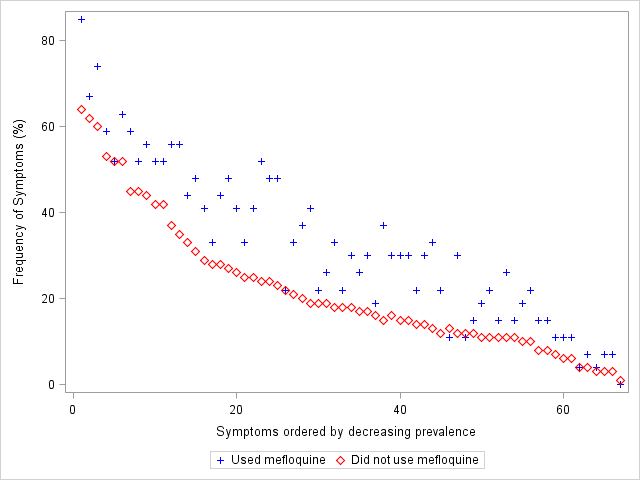 Frequency of Symptoms (%)
80
60
40
20
0
0 20 40 60
Symptoms ordered by decreasing prevalence
Used mefloquine Did not use mefloquine